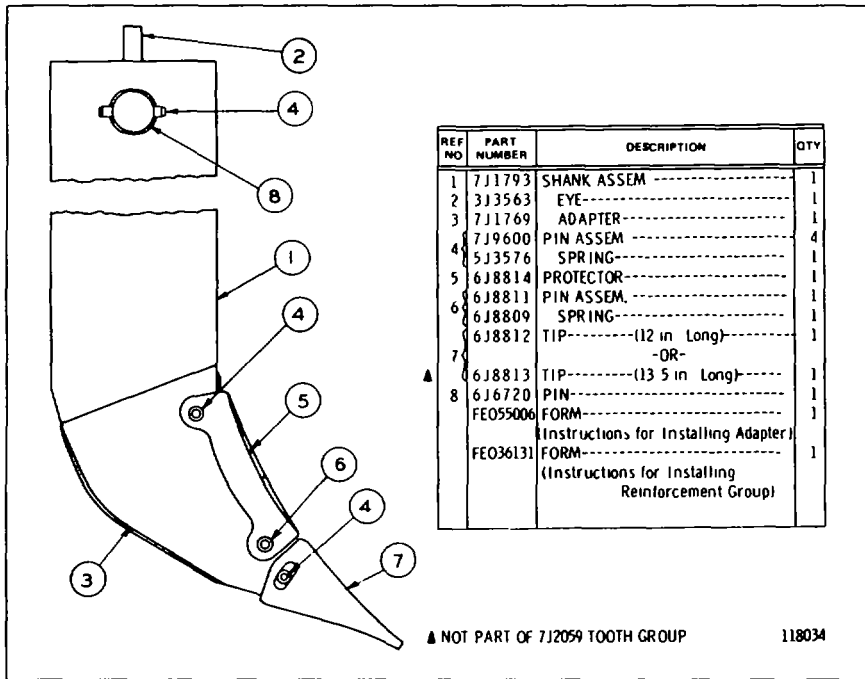 2
4
8
1
4
5
6
4
3
7
REF NO PART NUMBER DESCRIPTION QTY
1 7J1793 SHANK ASSEM -------------------- 1
2 3J3563 EYE------------------------------ 1
3 7J1769 ADAPTER------------------------ 1
4 7J9600 PIN ASSEM ---------------------- 4
5J3576 SPRING------------------------- 1
5 6J8814 PROTECTOR---------------------- 1
6 6J8811 PIN ASSEM. --------------------- 1
6J8809 SPRING------------------------- 1
7 6J8812 TIP---------(12 in Long)------- 1
-OR-
▲ 6J8813 TIP---------(13 5 in Long)----- 1
8 6J6720 PIN----------------------------- 1
FEO55006 FORM---------------------------- 1
(Instructions for Installing Adapter)
FEO36131 FORM---------------------------- 1
(Instructions for Installing
Reinforcement Group)
▲ NOT PART OF 7J2059 TOOTH GROUP 118034